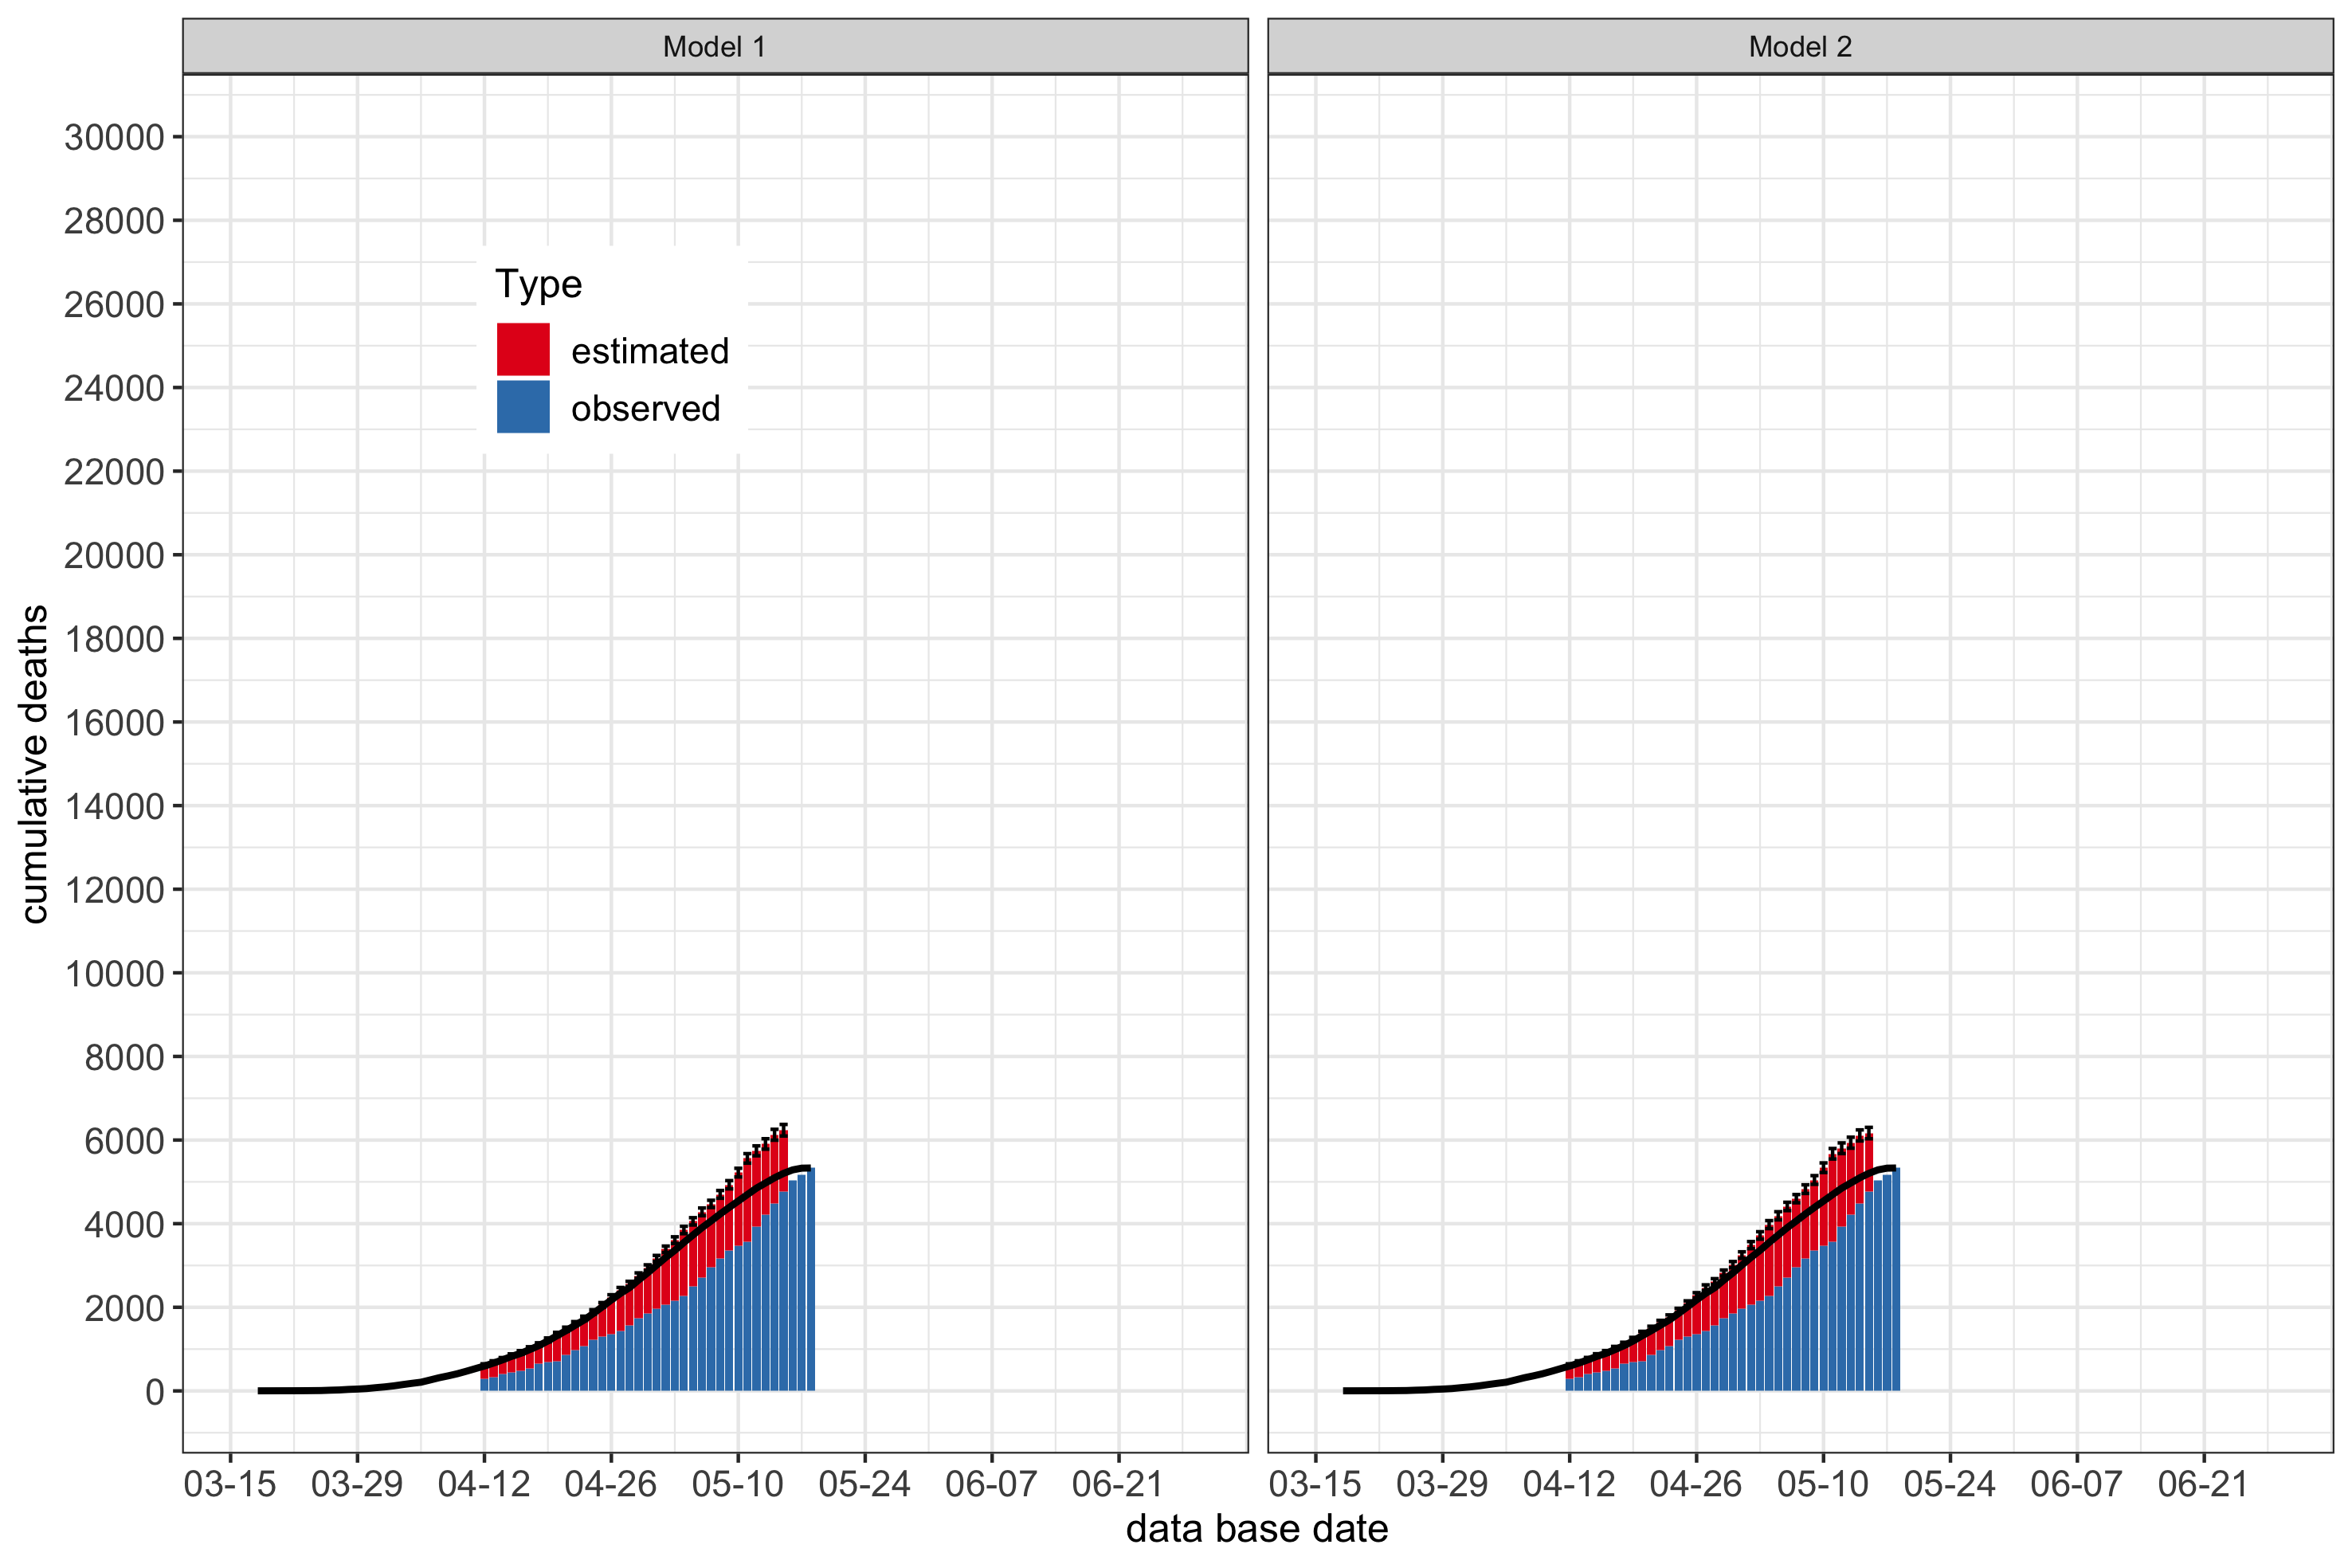 Model 1
Model 2
30000
28000
26000
24000
22000
20000
18000
16000
14000
12000
10000
8000
6000
4000
2000
0
cumulative deaths
Type
estimated
observed
03-15 03-29 04-12 04-26 05-10 05-24 06-07 06-21
03-15 03-29 04-12 04-26 05-10 05-24 06-07 06-21
data base date